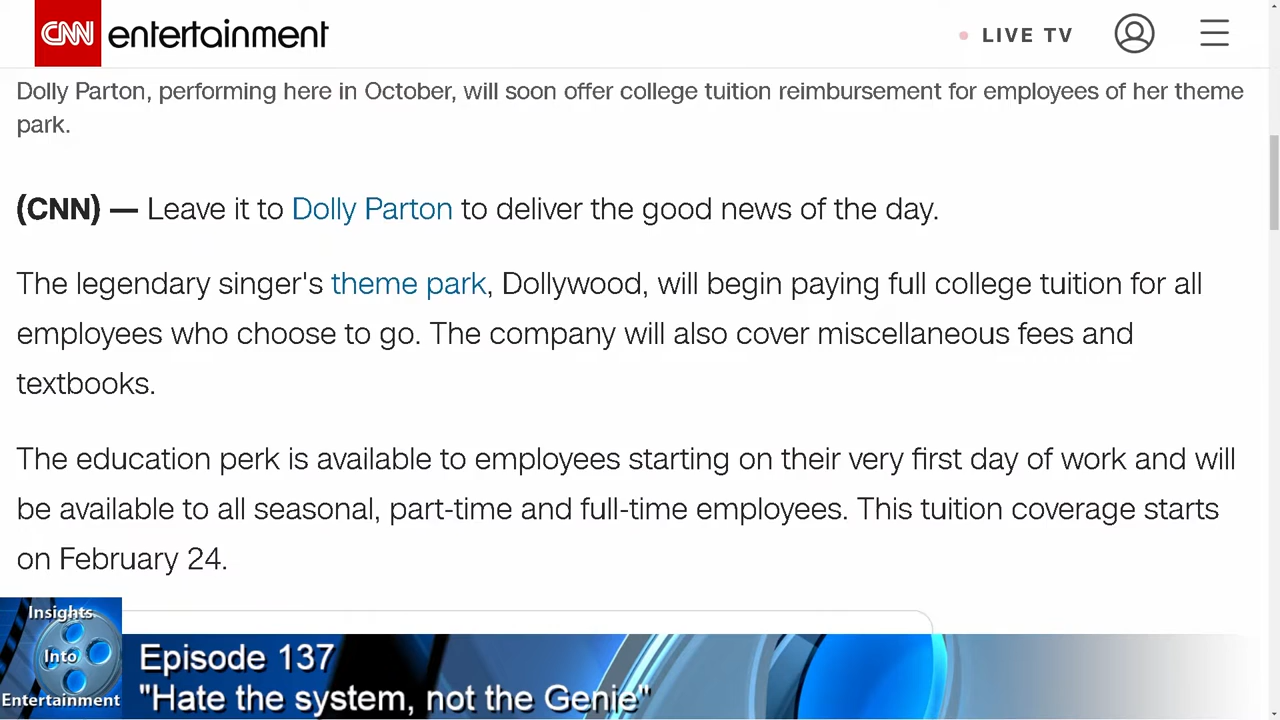 CNN entertainment LIVE TV
Dolly Parton, performing here in October, will soon offer college tuition reimbursement for employees of her theme
park.
(CNN) — Leave it to Dolly Parton to deliver the good news of the day.
The legendary singer's theme park, Dollywood, will begin paying full college tuition for all
employees who choose to go. The company will also cover miscellaneous fees and
textbooks.
The education perk is available to employees starting on their very first day of work and will
be available to all seasonal, part-time and full-time employees. This tuition coverage starts
on February 24.
Insights
Into
Entertainment
Episode 137
"Hate the system, not the Genie"